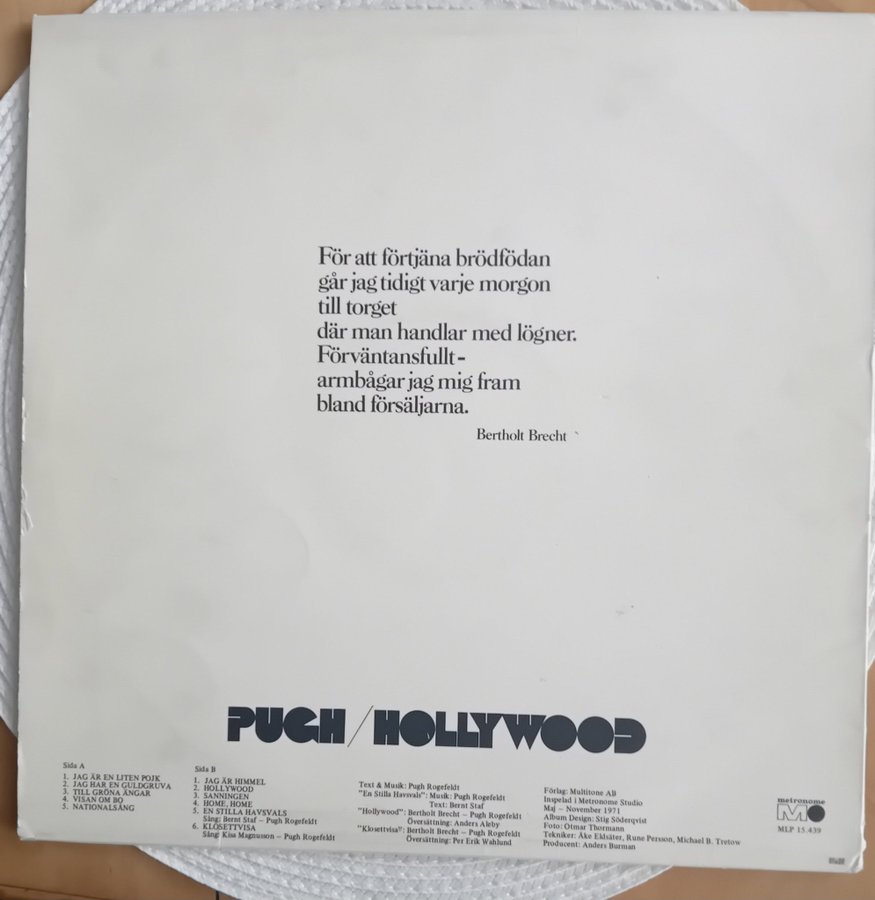 För att förtjäna brödfödan
går jag tidigt varje morgon
till torget
där man handlar med lögner.
Förväntansfullt-
armbågar jag mig fram
bland försäljarna.
Bertholt Brecht
PUGH/HOLLYWOOD
Sida A
1. JAG ÄR EN LITEN POJK
2. JAG HAR EN GULDGRUVA
3. TILL GRÖNA ÄNGAR
4. VISAN OM BO
5. NATIONALSÅNG
Sida B
1. JAG ÄR HIMMEL
2. HOLLYWOOD
3. SANNINGEN
4. HOME, HOME
5. EN STILLA HAVSVALS
Sång: Bernt Staf – Pugh Rogefeldt
6. KLOSETTVISA
Sång: Kisa Magnusson – Pugh Rogefeldt
Text & Musik: Pugh Rogefeldt
"En Stilla Havsvals": Musik: Pugh Rogefeldt
Text: Bernt Staf
"Hollywood": Bertholt Brecht – Pugh Rogefeldt
Översättning: Anders Aleby
"Klosettvisa": Bertholt Brecht – Pugh Rogefeldt
Översättning: Per Erik Wahlund
Förlag: Multitone AB
Inspelad i Metronome Studio
Maj – November 1971
Album Design: Stig Söderqvist
Foto: Otmar Thormann
Tekniker: Åke Eldsäter, Rune Persson, Michael B. Tretow
Producent: Anders Burman
metronome
MLP 15.439